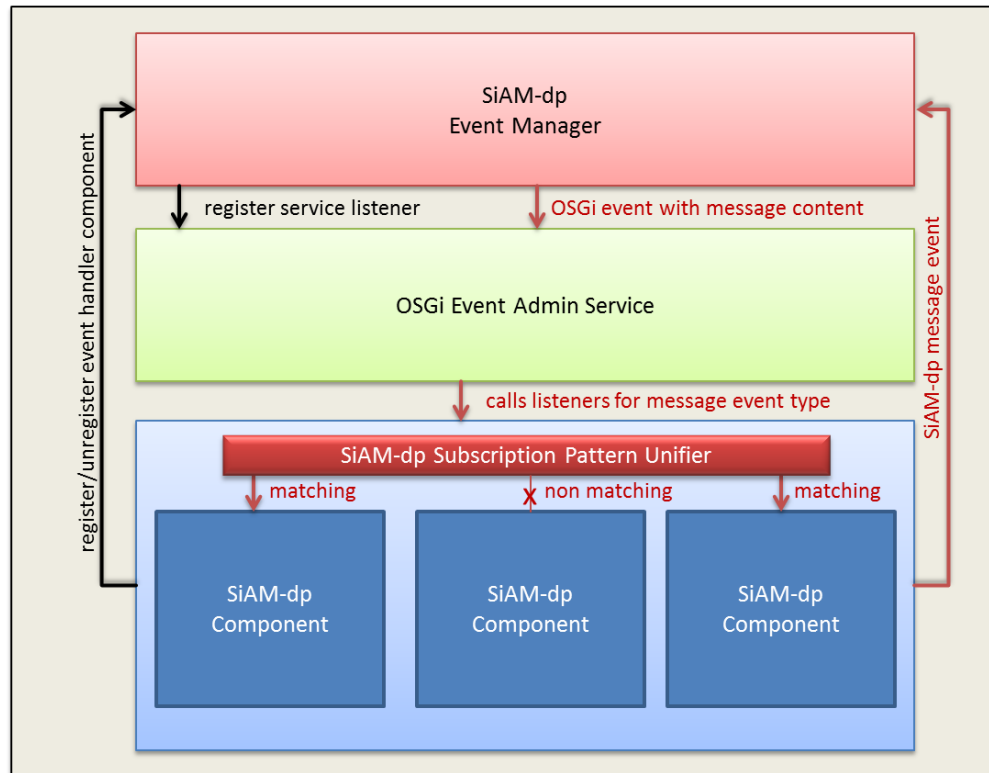 SiAM-dp
Event Manager
register/unregister event handler component
register service listener
OSGi event with message content
SiAM-dp message event
OSGi Event Admin Service
calls listeners for message event type
SiAM-dp Subscription Pattern Unifier
matching
X non matching
matching
SiAM-dp
Component
SiAM-dp
Component
SiAM-dp
Component